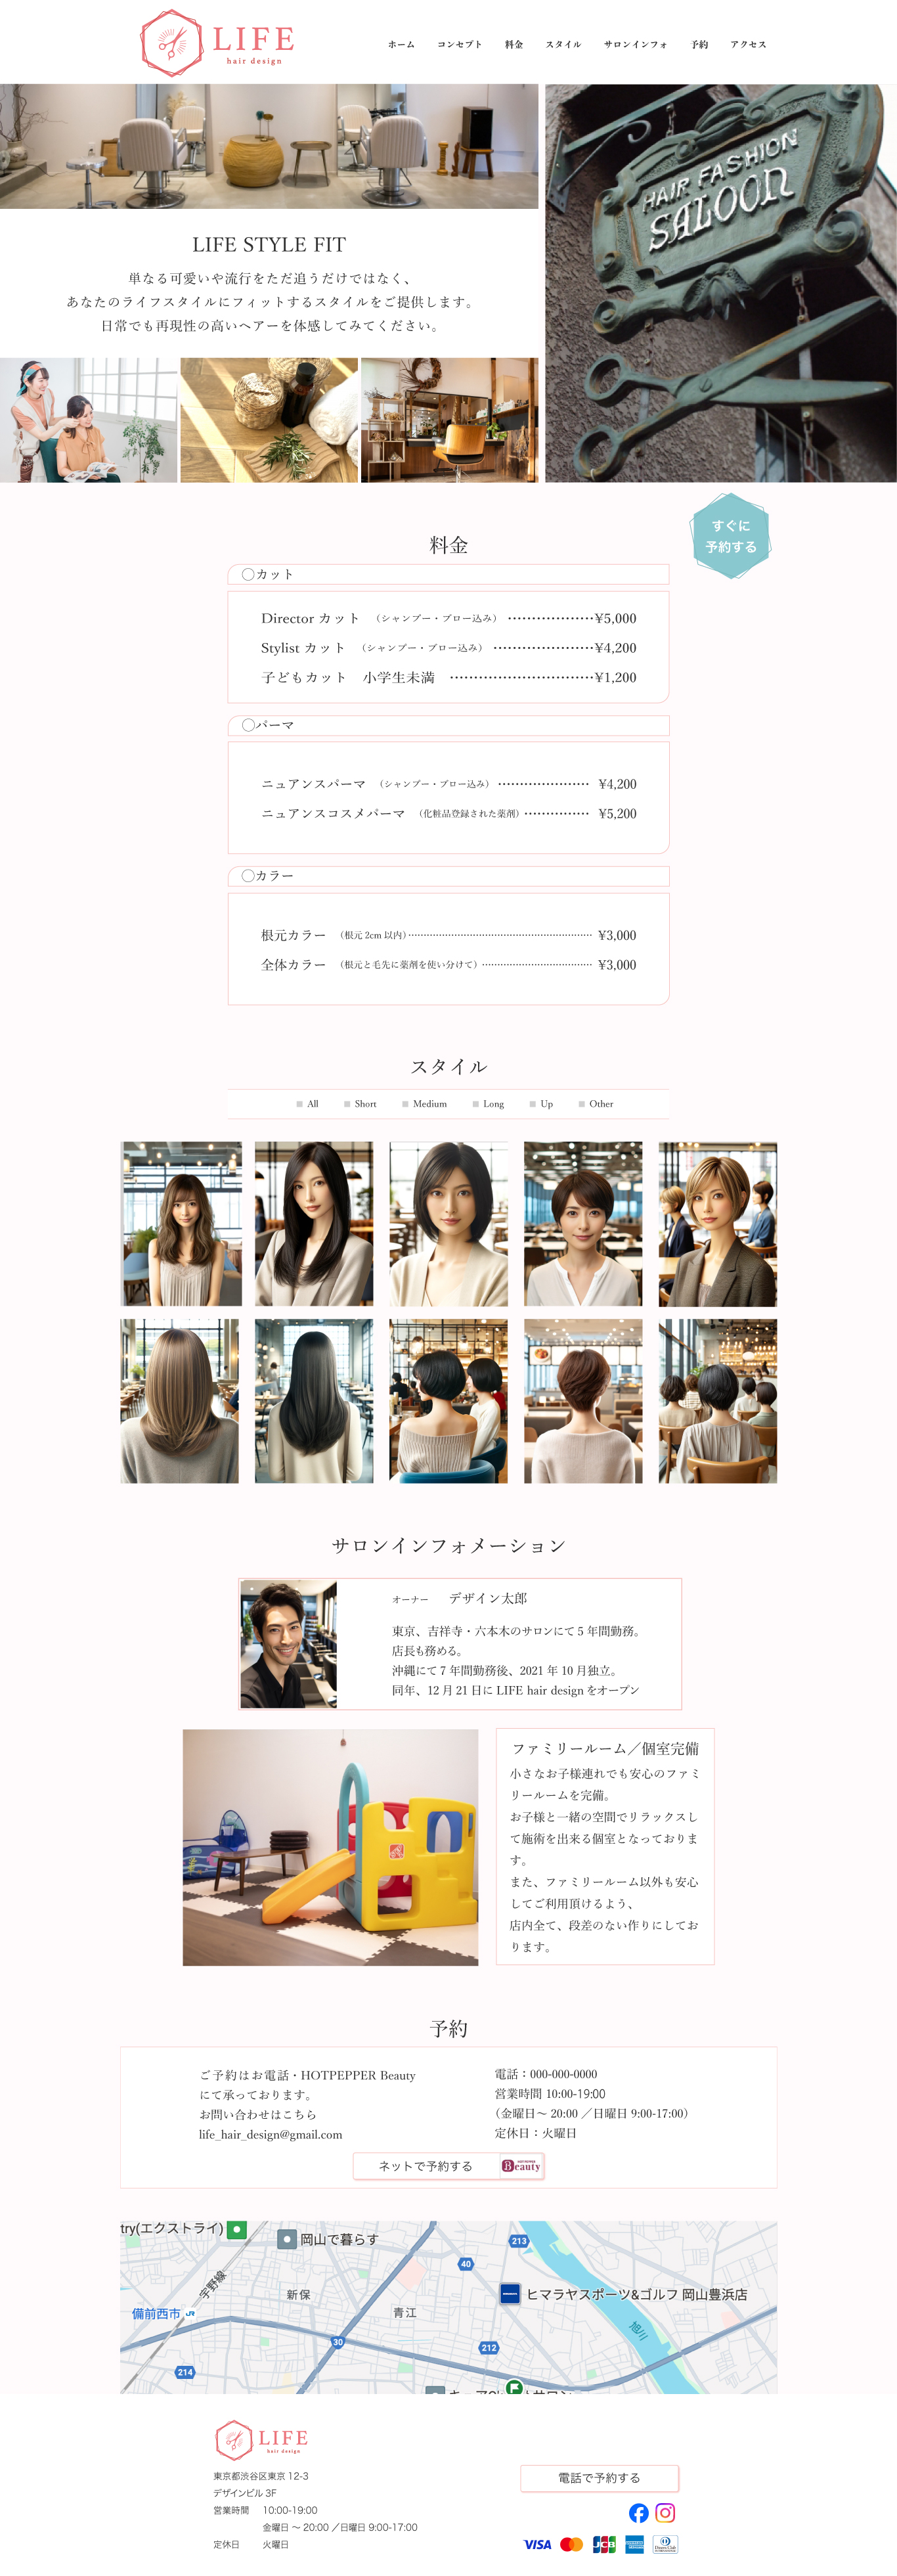 LIFE
hair design
ホーム コンセプト 料金 スタイル サロンインフォ 予約 アクセス
HAIR FASHION
SALOON
LIFE STYLE FIT
単なる可愛いや流行をただ追うだけではなく、
あなたのライフスタイルにフィットするスタイルをご提供します。
日常でも再現性の高いヘアーを体感してみてください。
すぐに
予約する
料金
〇カット
Director カット （シャンプー・ブロー込み） ………………¥5,000
Stylist カット （シャンプー・ブロー込み） …………………¥4,200
子どもカット 小学生未満 …………………………¥1,200
〇パーマ
ニュアンスパーマ （シャンプー・ブロー込み） ………………… ¥4,200
ニュアンスコスメパーマ （化粧品登録された薬剤）…………… ¥5,200
〇カラー
根元カラー （根元 2cm 以内）…………………………………… ¥3,000
全体カラー （根元と毛先に薬剤を使い分けて）…………………… ¥3,000
スタイル
All Short Medium Long Up Other
サロンインフォメーション
オーナー デザイン太郎
東京、吉祥寺・六本木のサロンにて 5 年間勤務。
店長も務める。
沖縄にて 7 年間勤務後、2021 年 10 月独立。
同年、12 月 21 日に LIFE hair design をオープン
ファミリールーム／個室完備
小さなお子様連れでも安心のファミ
リールームを完備。
お子様と一緒の空間でリラックスし
て施術を出来る個室となっておりま
す。
また、ファミリールーム以外も安心
してご利用頂けるよう、
店内全て、段差のない作りにしてお
ります。
予約
ご予約はお電話・HOTPEPPER Beauty
にて承っております。
お問い合わせはこちら
life_hair_design@gmail.com
電話：000-000-0000
営業時間 10:00-19:00
（金曜日〜 20:00 ／日曜日 9:00-17:00）
定休日：火曜日
ネットで予約する
HOT PEPPER
Beauty
try(エクストライ)
岡山で暮らす
213
40
宇野線
新保
ヒマラヤスポーツ&ゴルフ 岡山豊浜店
備前西市
JR
青江
旭川
30
212
214
LIFE
hair design
東京都渋谷区東京 12-3
デザインビル 3F
営業時間 10:00-19:00
金曜日 〜 20:00 ／日曜日 9:00-17:00
定休日 火曜日
電話で予約する
VISA
JCB